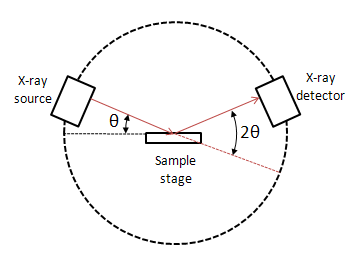 X-ray
source
θ
Sample
stage
2θ
X-ray
detector